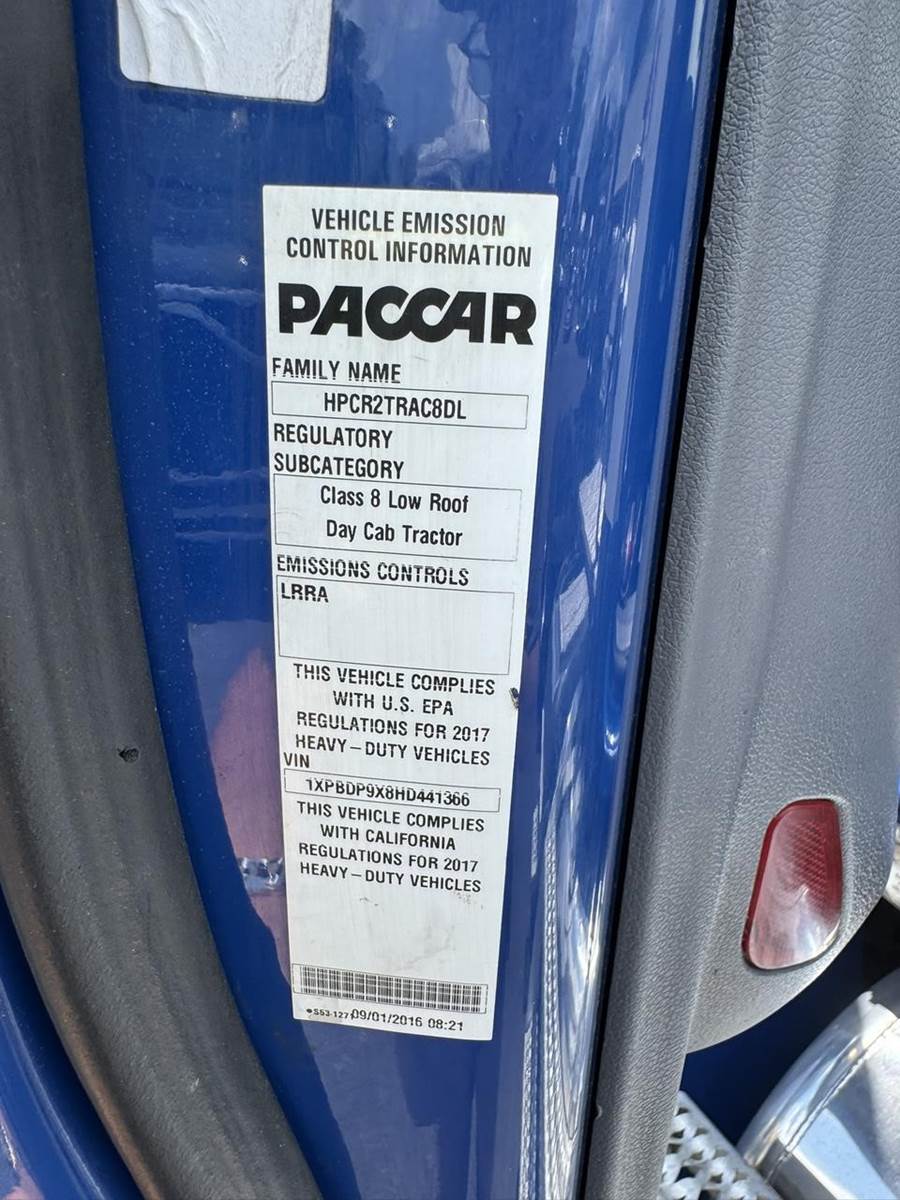 VEHICLE EMISSION
CONTROL INFORMATION
PACCAR
FAMILY NAME
HPCR2TRAC8DL
REGULATORY
SUBCATEGORY
Class 8 Low Roof
Day Cab Tractor
EMISSIONS CONTROLS
LRRA
THIS VEHICLE COMPLIES
WITH U.S. EPA
REGULATIONS FOR 2017
HEAVY-DUTY VEHICLES
VIN
1XPBDP9X8HD441366
THIS VEHICLE COMPLIES
WITH CALIFORNIA
REGULATIONS FOR 2017
HEAVY-DUTY VEHICLES
09/01/2016 08:21